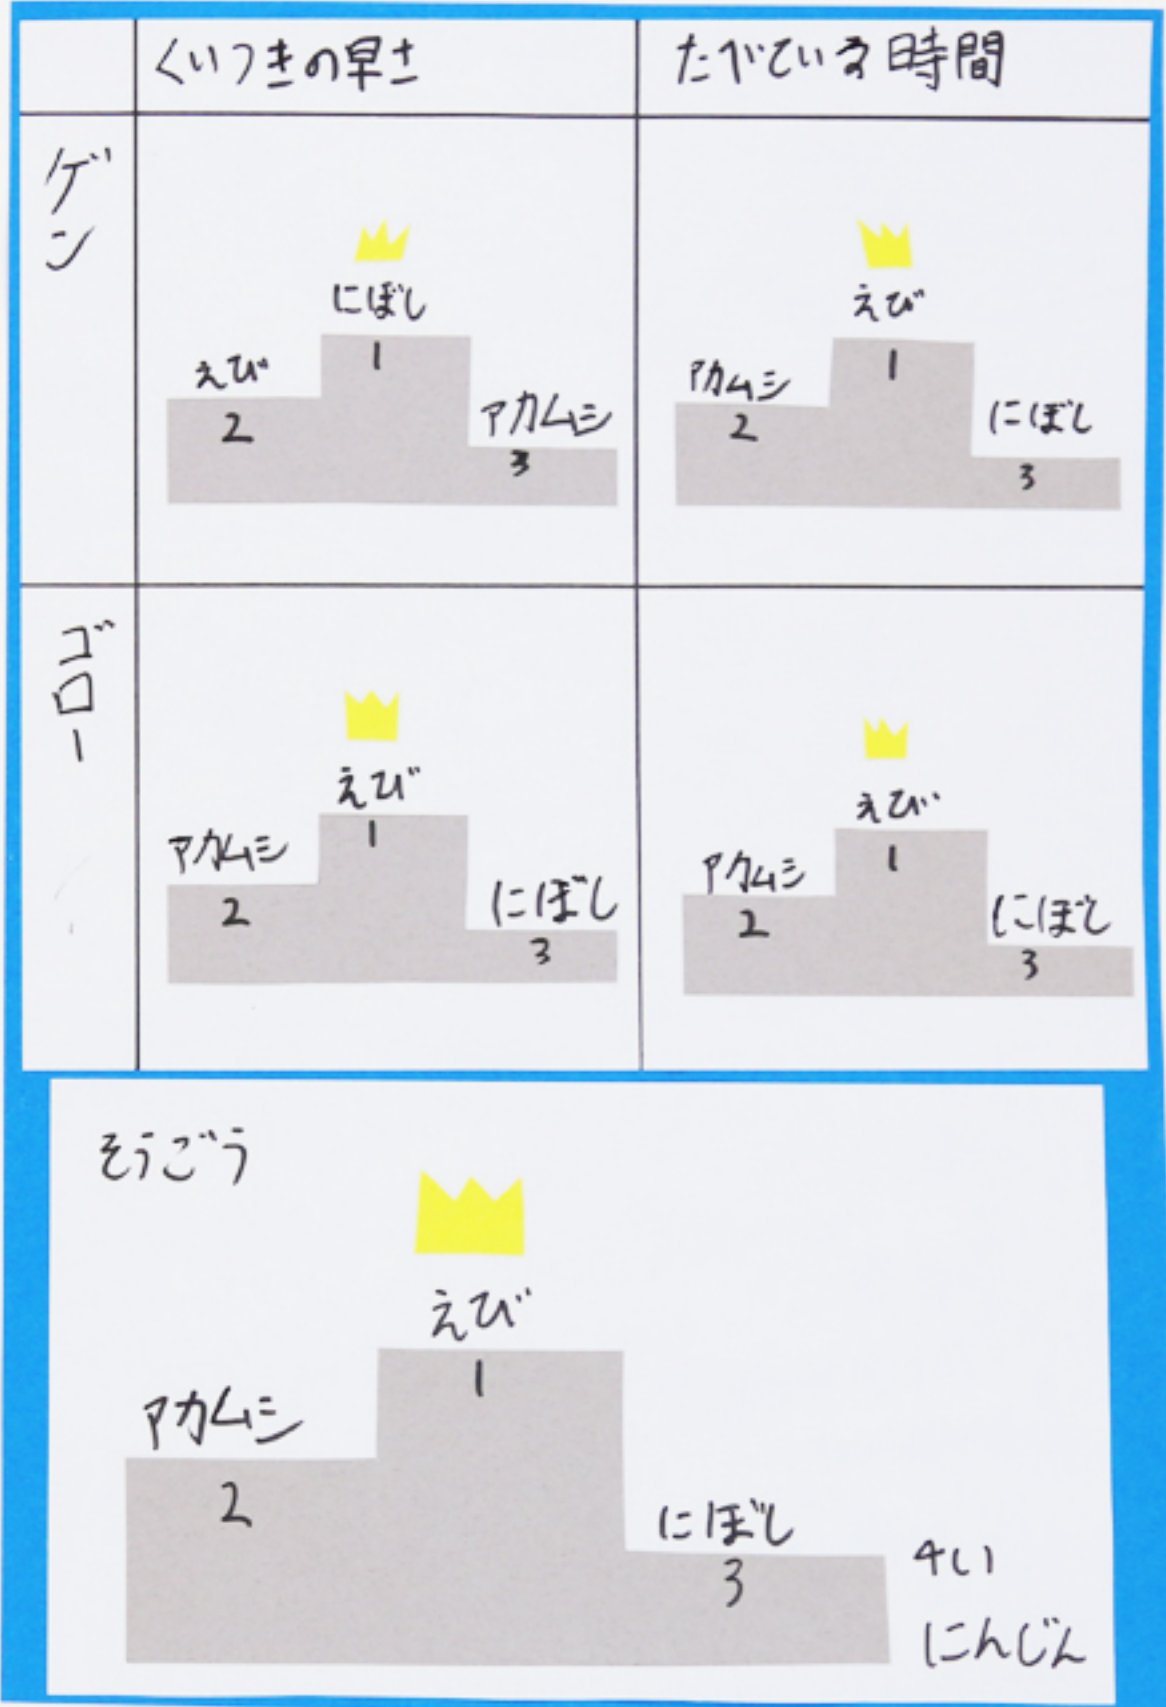 くいつきの早さ
たべている時間
ゲン
にぼし
1
えび
2
アカムシ
3
えび
1
アカムシ
2
にぼし
3
ゴロー
えび
1
アカムシ
2
にぼし
3
えび
1
アカムシ
2
にぼし
3
そうごう
えび
1
アカムシ
2
にぼし
3
4い
にんじん